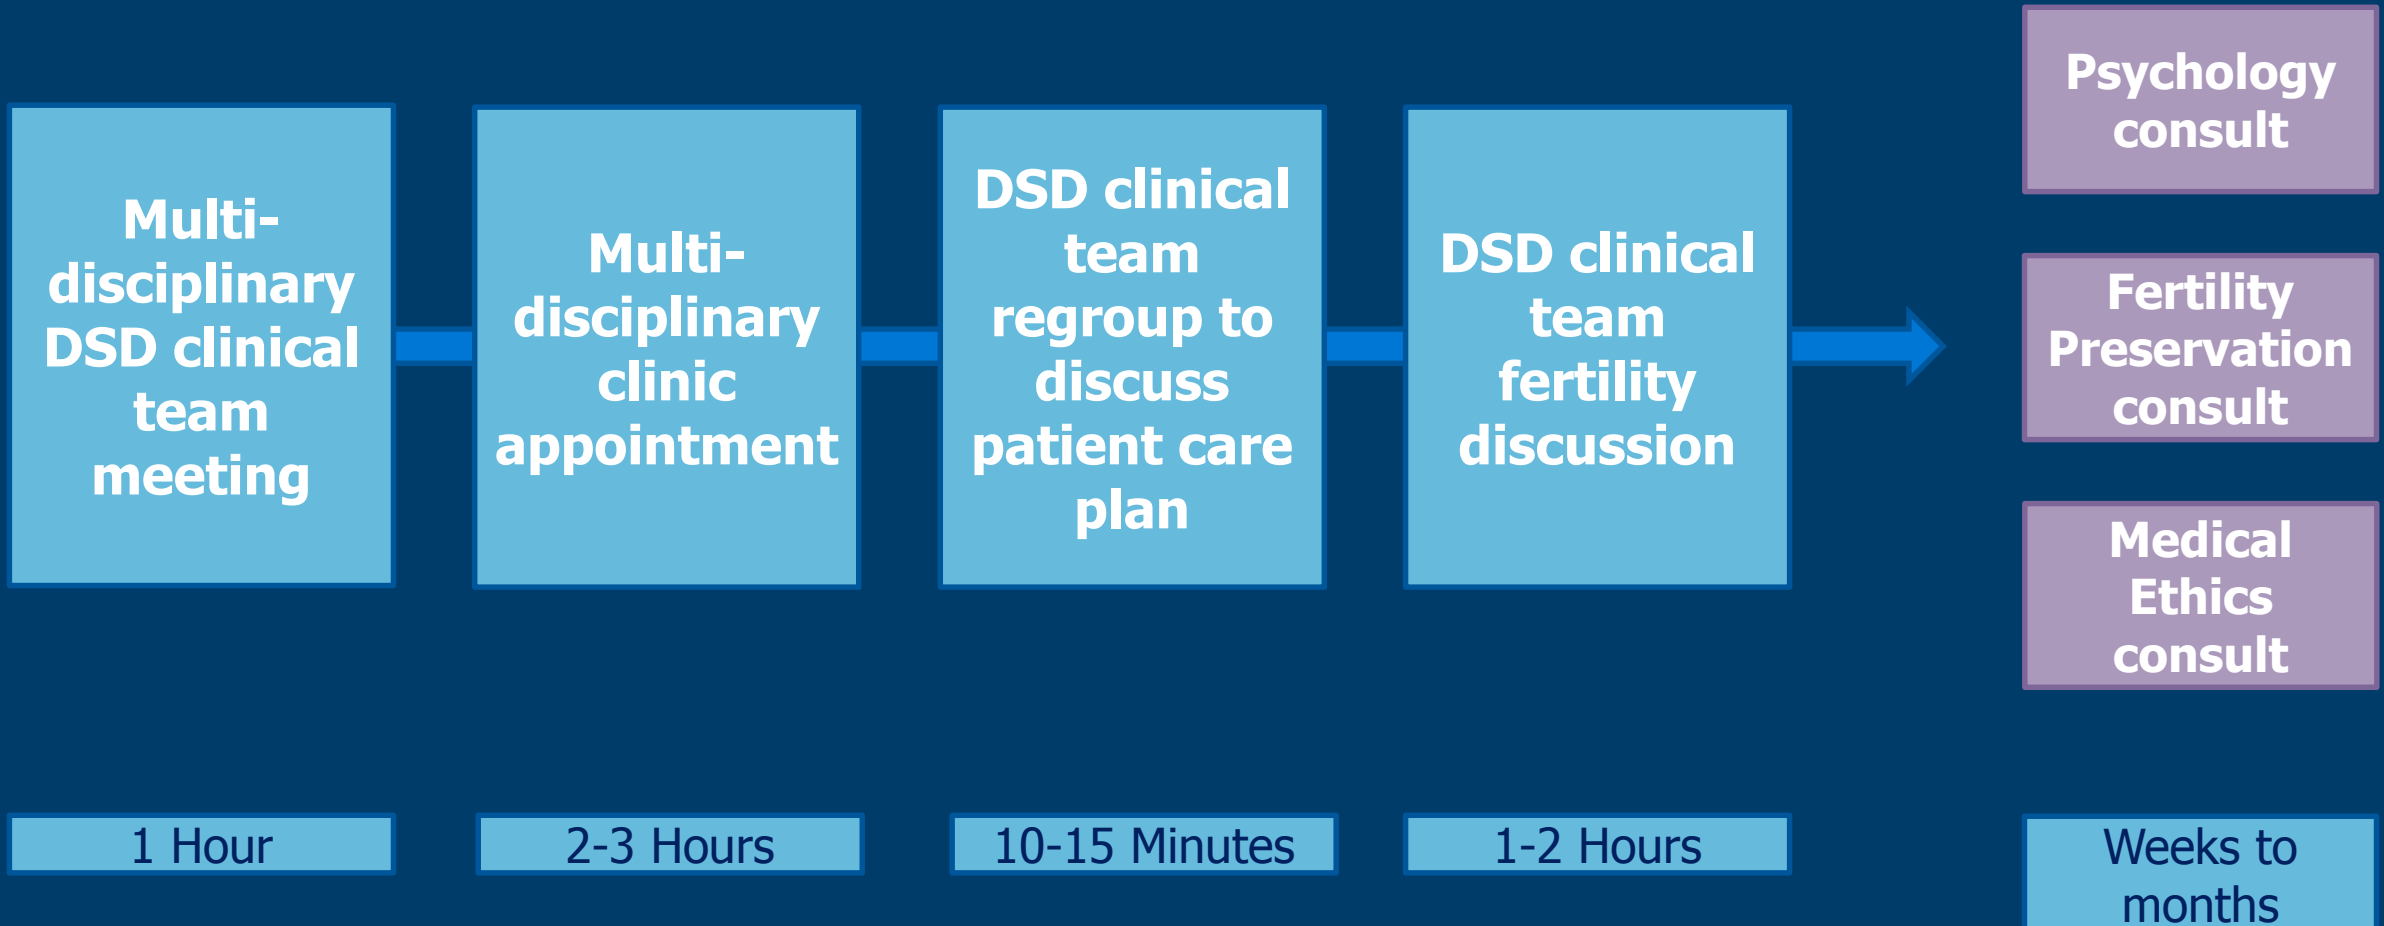 Multi-
disciplinary
DSD clinical
team
meeting
Multi-
disciplinary
clinic
appointment
DSD clinical
team
regroup to
discuss
patient care
plan
DSD clinical
team
fertility
discussion
Psychology
consult
Fertility
Preservation
consult
Medical
Ethics
consult
1 Hour
2-3 Hours
10-15 Minutes
1-2 Hours
Weeks to
months